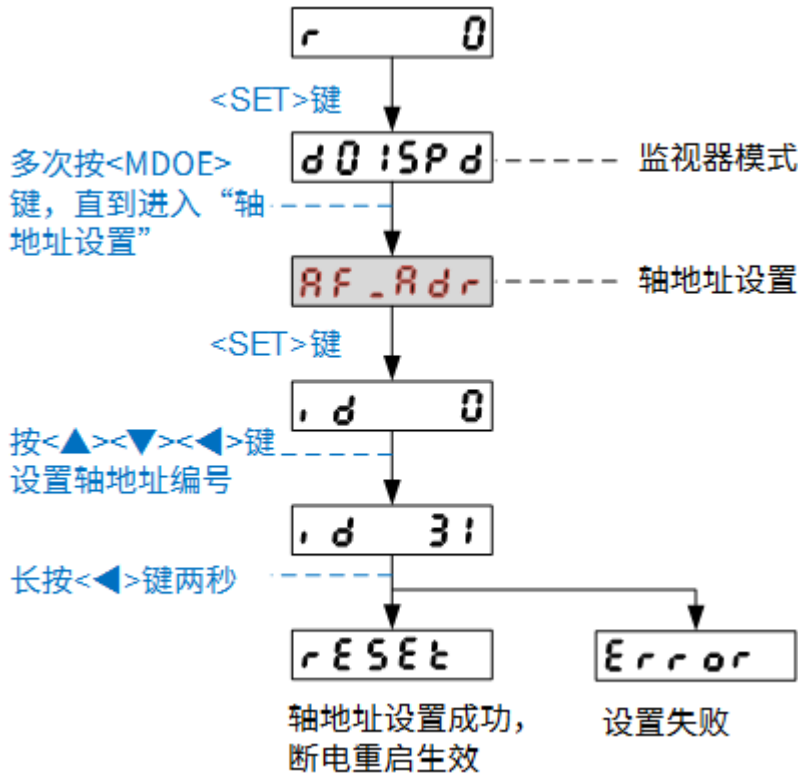 r 0
<SET>键
d01SPd
监视器模式
多次按<MDOE>
键，直到进入“轴
地址设置”
AF_Adr
轴地址设置
<SET>键
id 0
按<▲><▼><◀>键
设置轴地址编号
id 31
长按<◀>键两秒
rESEt
Error
轴地址设置成功，
断电重启生效
设置失败